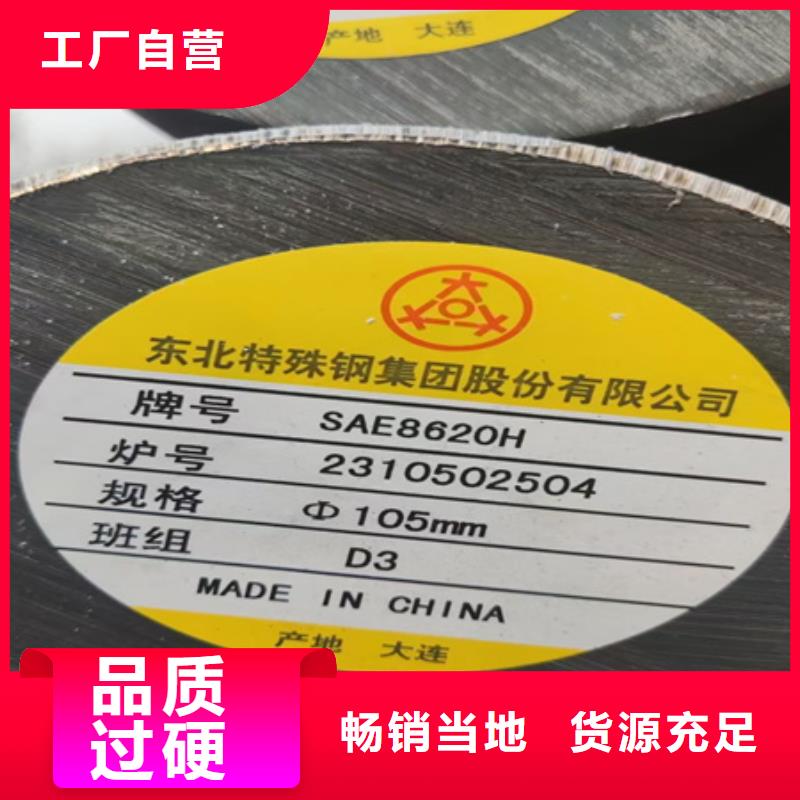 工厂自营
产地 大连
东北特殊钢集团股份有限公司
牌号 SAE8620H
炉号 2310502504
规格 Φ105mm
班组 D3
MADE IN CHINA
产地 大连
品质
过硬
畅销当地 货源充足